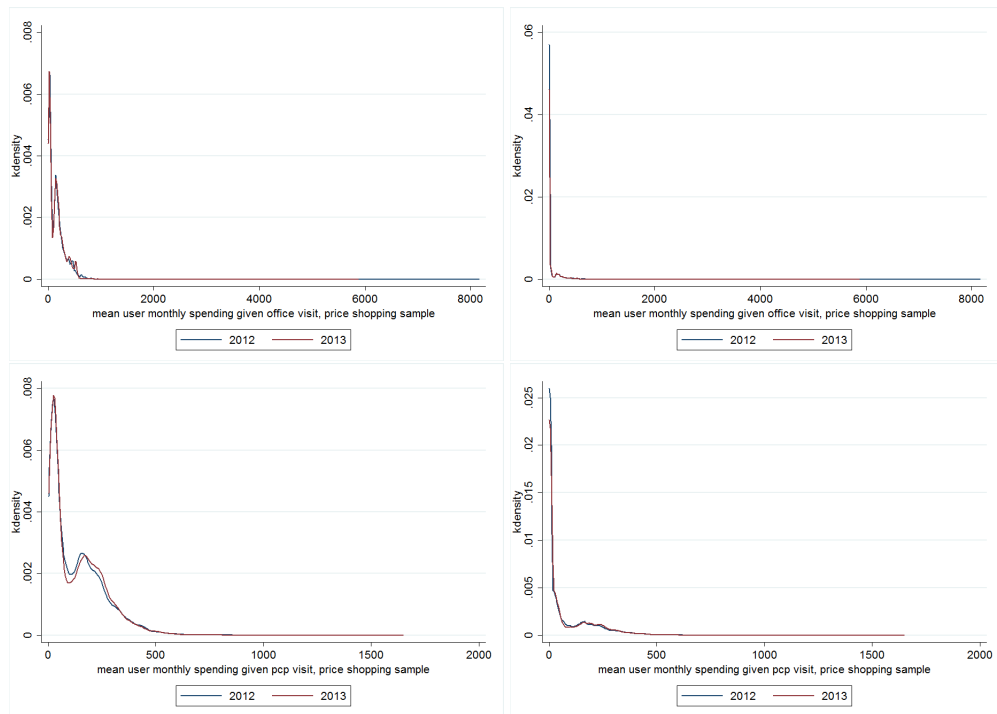 .008
.006
.004
.002
0
kdensity
0 2000 4000 6000 8000
mean user monthly spending given office visit, price shopping sample
2012 2013
.06
.04
.02
0
kdensity
0 2000 4000 6000 8000
mean user monthly spending given office visit, price shopping sample
2012 2013
.008
.006
.004
.002
0
kdensity
0 500 1000 1500 2000
mean user monthly spending given pcp visit, price shopping sample
2012 2013
.025
.02
.015
.01
.005
0
kdensity
0 500 1000 1500 2000
mean user monthly spending given pcp visit, price shopping sample
2012 2013